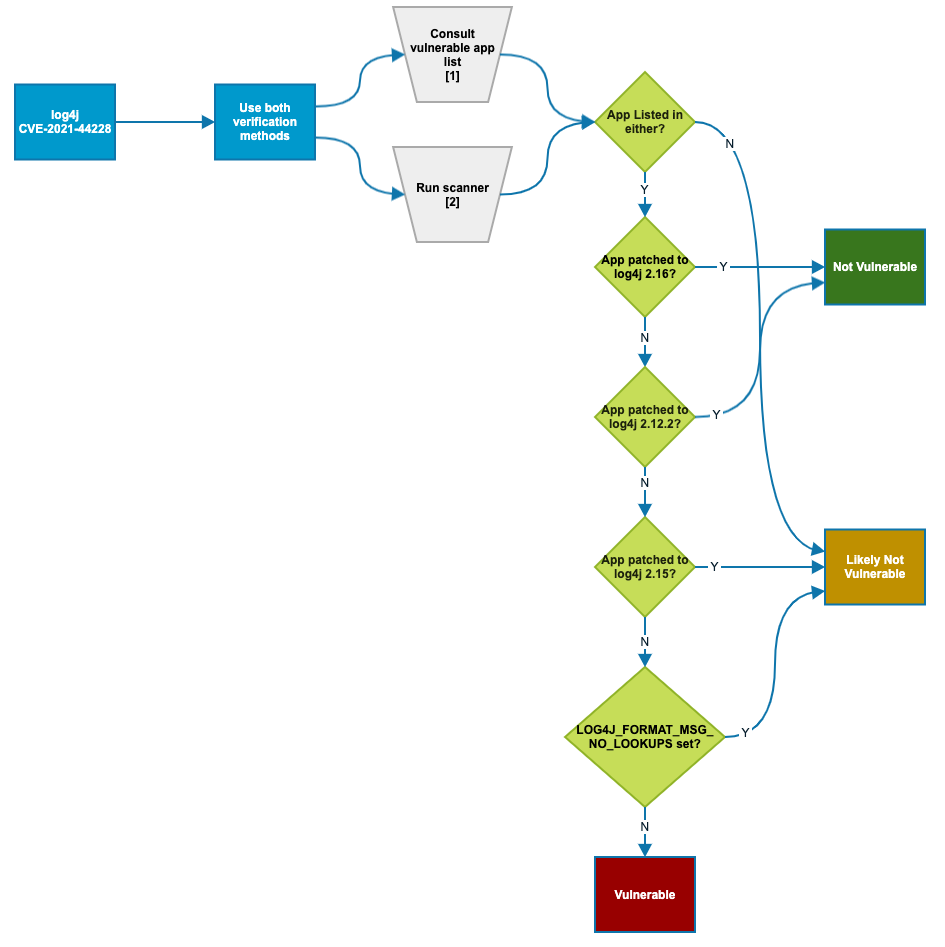 log4j
CVE-2021-44228
Use both
verification
methods
Consult
vulnerable app
list
[1]
Run scanner
[2]
App Listed in
either?
N
Y
App patched to
log4j 2.16?
Y
Not Vulnerable
N
App patched to
log4j 2.12.2?
Y
N
App patched to
log4j 2.15?
Y
Likely Not
Vulnerable
N
LOG4J_FORMAT_MSG_
NO_LOOKUPS set?
Y
N
Vulnerable